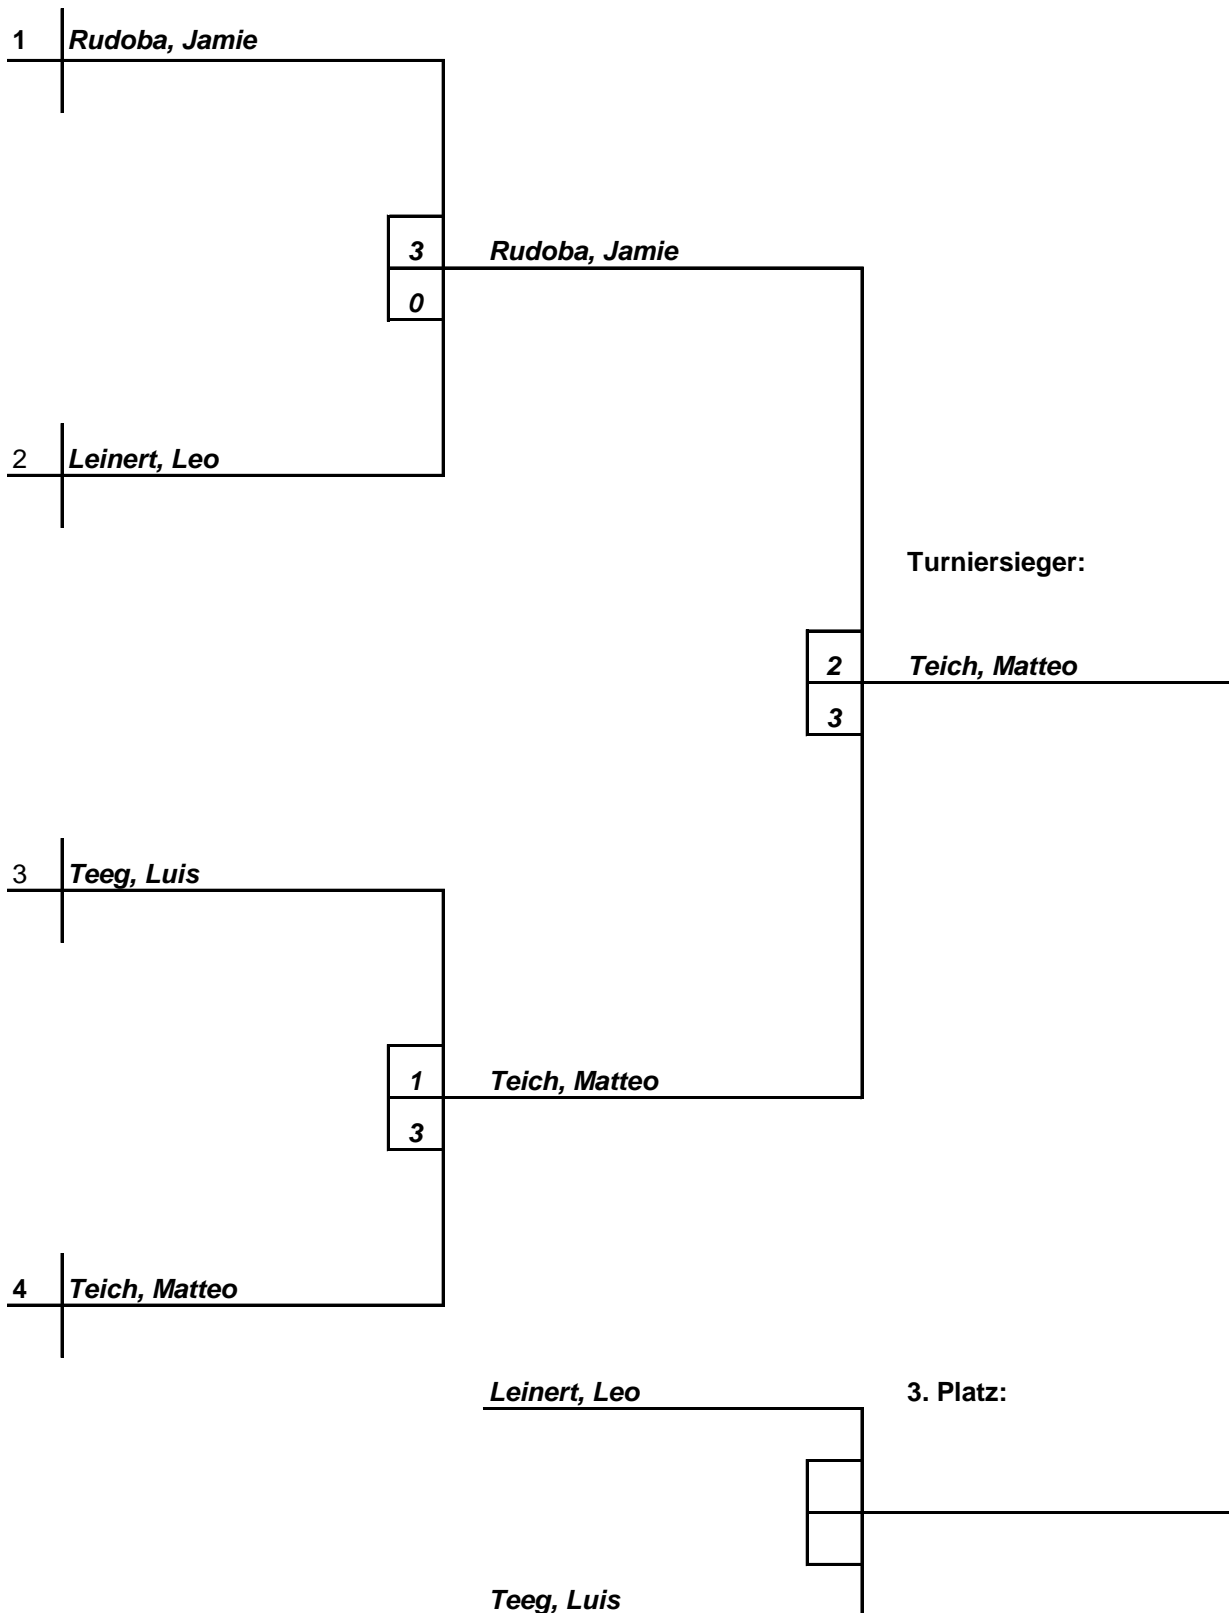 1 Rudoba, Jamie
3 Rudoba, Jamie
0
2 Leinert, Leo
Turniersieger:
2 Teich, Matteo
3
3 Teeg, Luis
1 Teich, Matteo
3
4 Teich, Matteo
Leinert, Leo 3. Platz:
Teeg, Luis